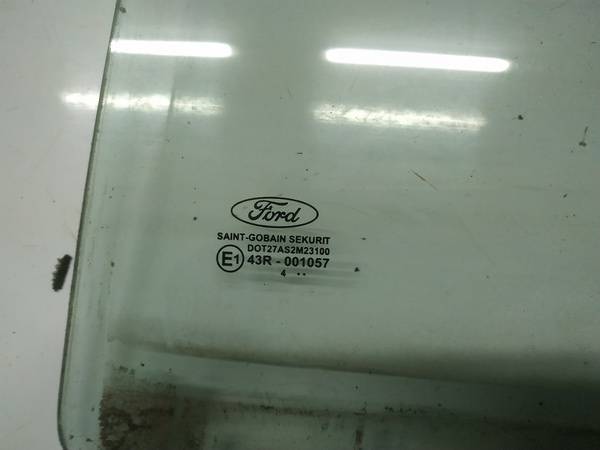 Ford
SAINT-GOBAIN SEKURIT
DOT27AS2M23100
E1 43R - 001057
4 ..